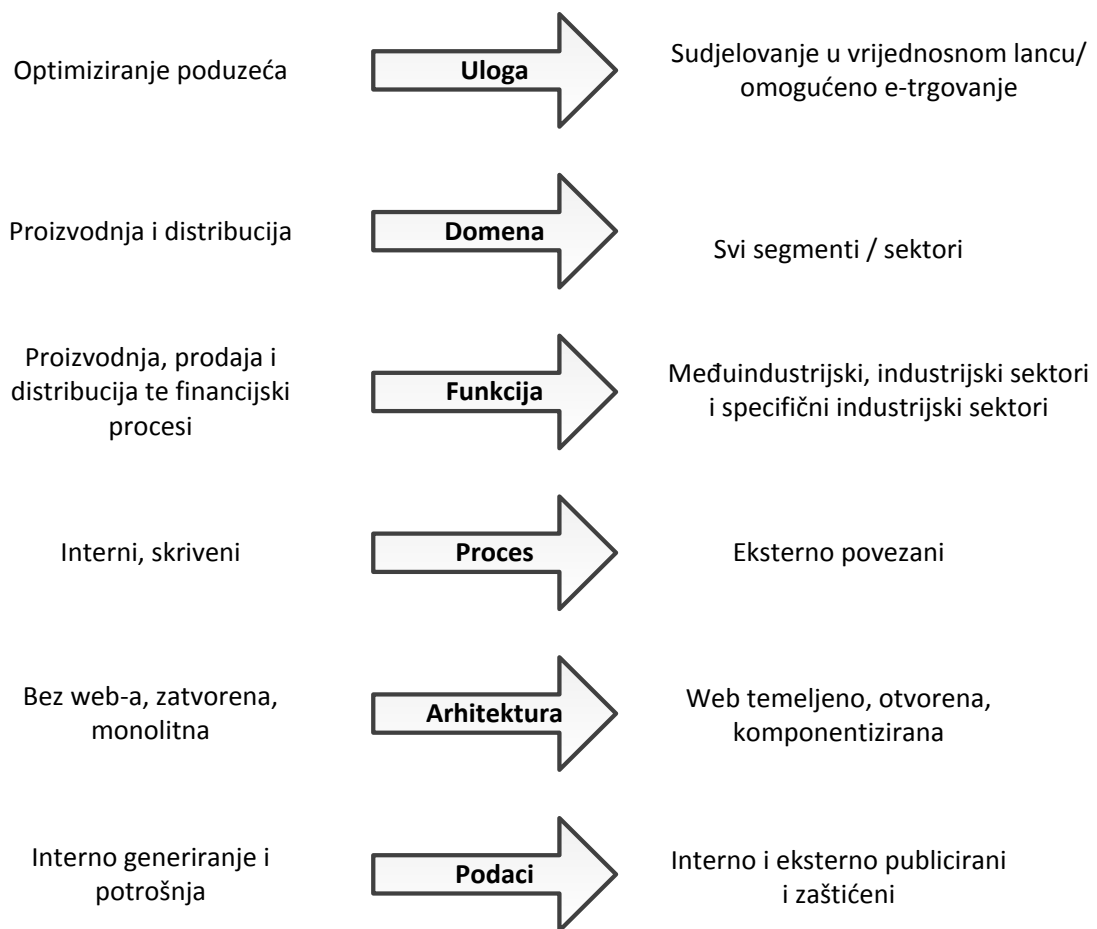 Optimiziranje poduzeća
Uloga
Sudjelovanje u vrijednosnom lancu/
omogućeno e-trgovanje
Proizvodnja i distribucija
Domena
Svi segmenti / sektori
Proizvodnja, prodaja i
distribucija te financijski
procesi
Funkcija
Međuindustrijski, industrijski sektori
i specifični industrijski sektori
Interni, skriveni
Proces
Eksterno povezani
Bez web-a, zatvorena,
monolitna
Arhitektura
Web temeljeno, otvorena,
komponentizirana
Interno generiranje i
potrošnja
Podaci
Interno i eksterno publicirani
i zaštićeni